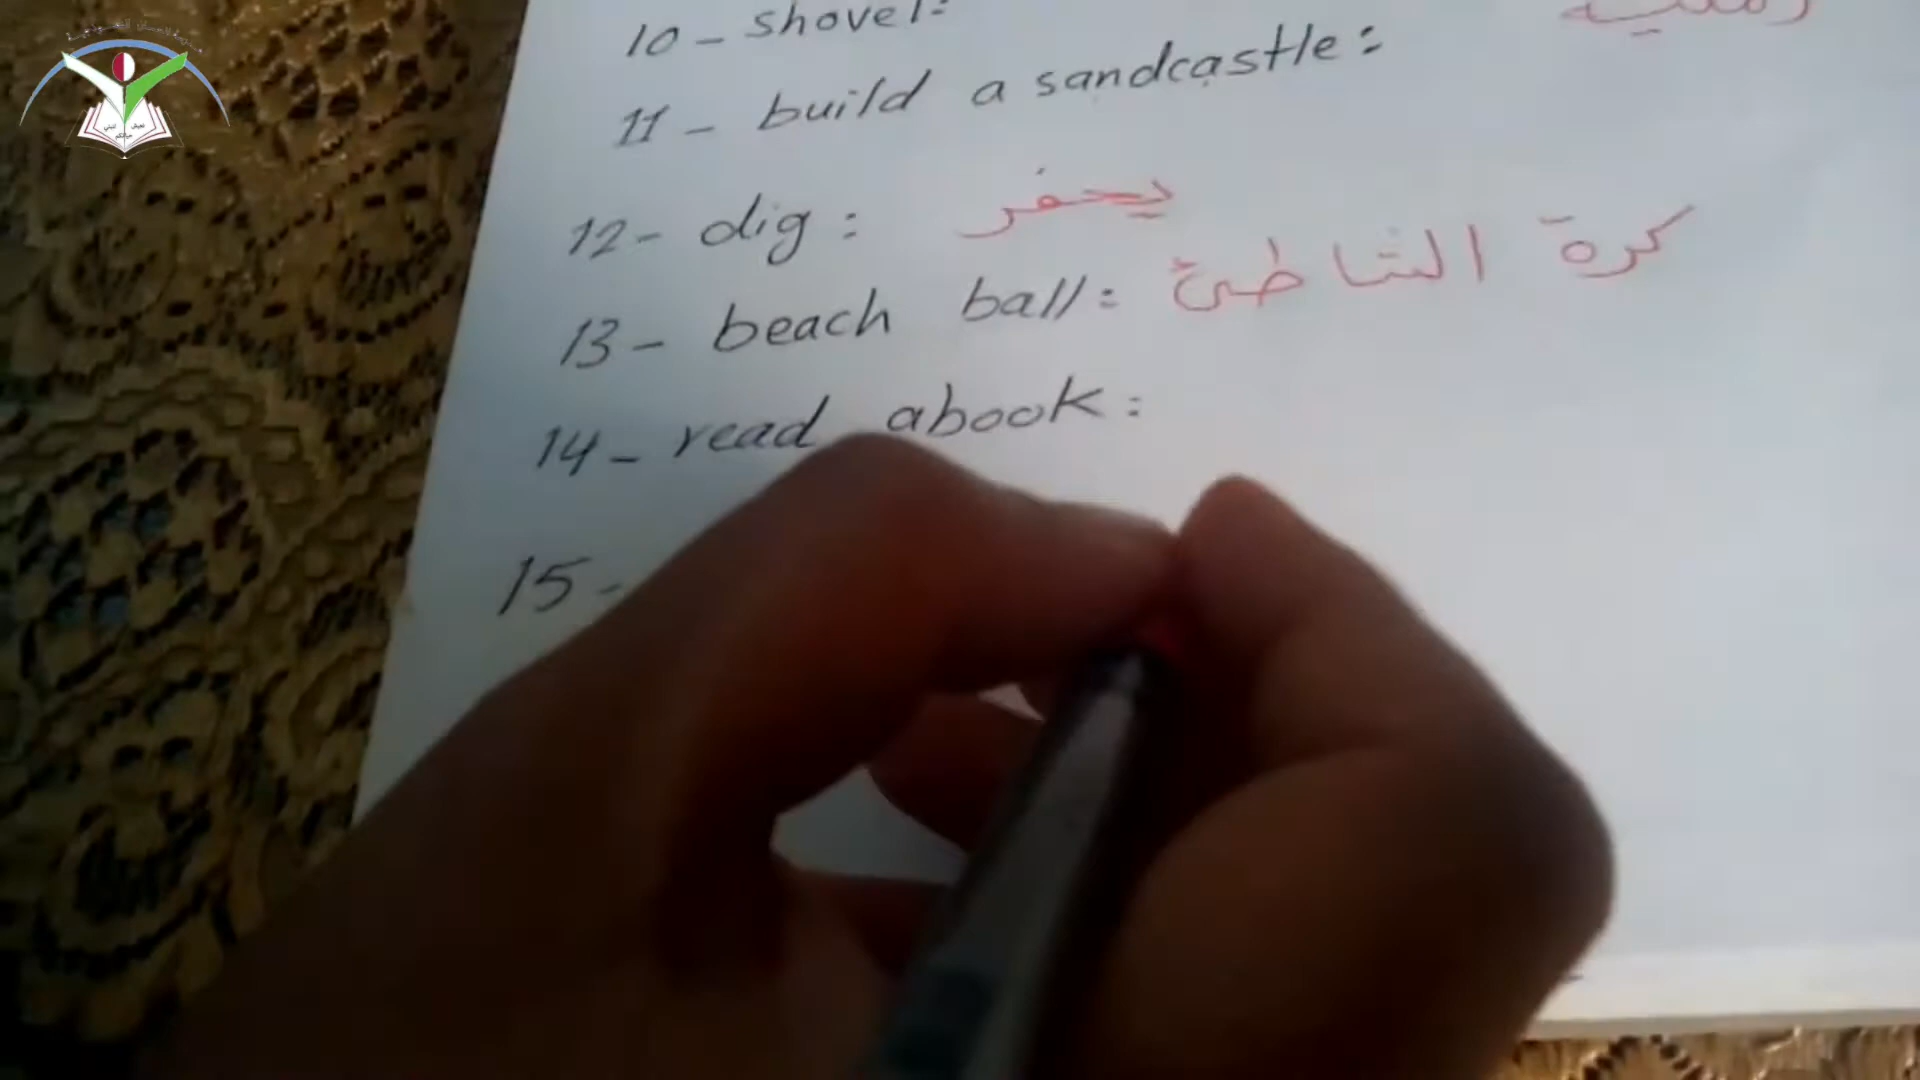 10 - shovel:
11 - build a sandcastle:
12 - dig : يحفر
13 - beach ball: كرة الشاطئ
14 - read abook :
15 -